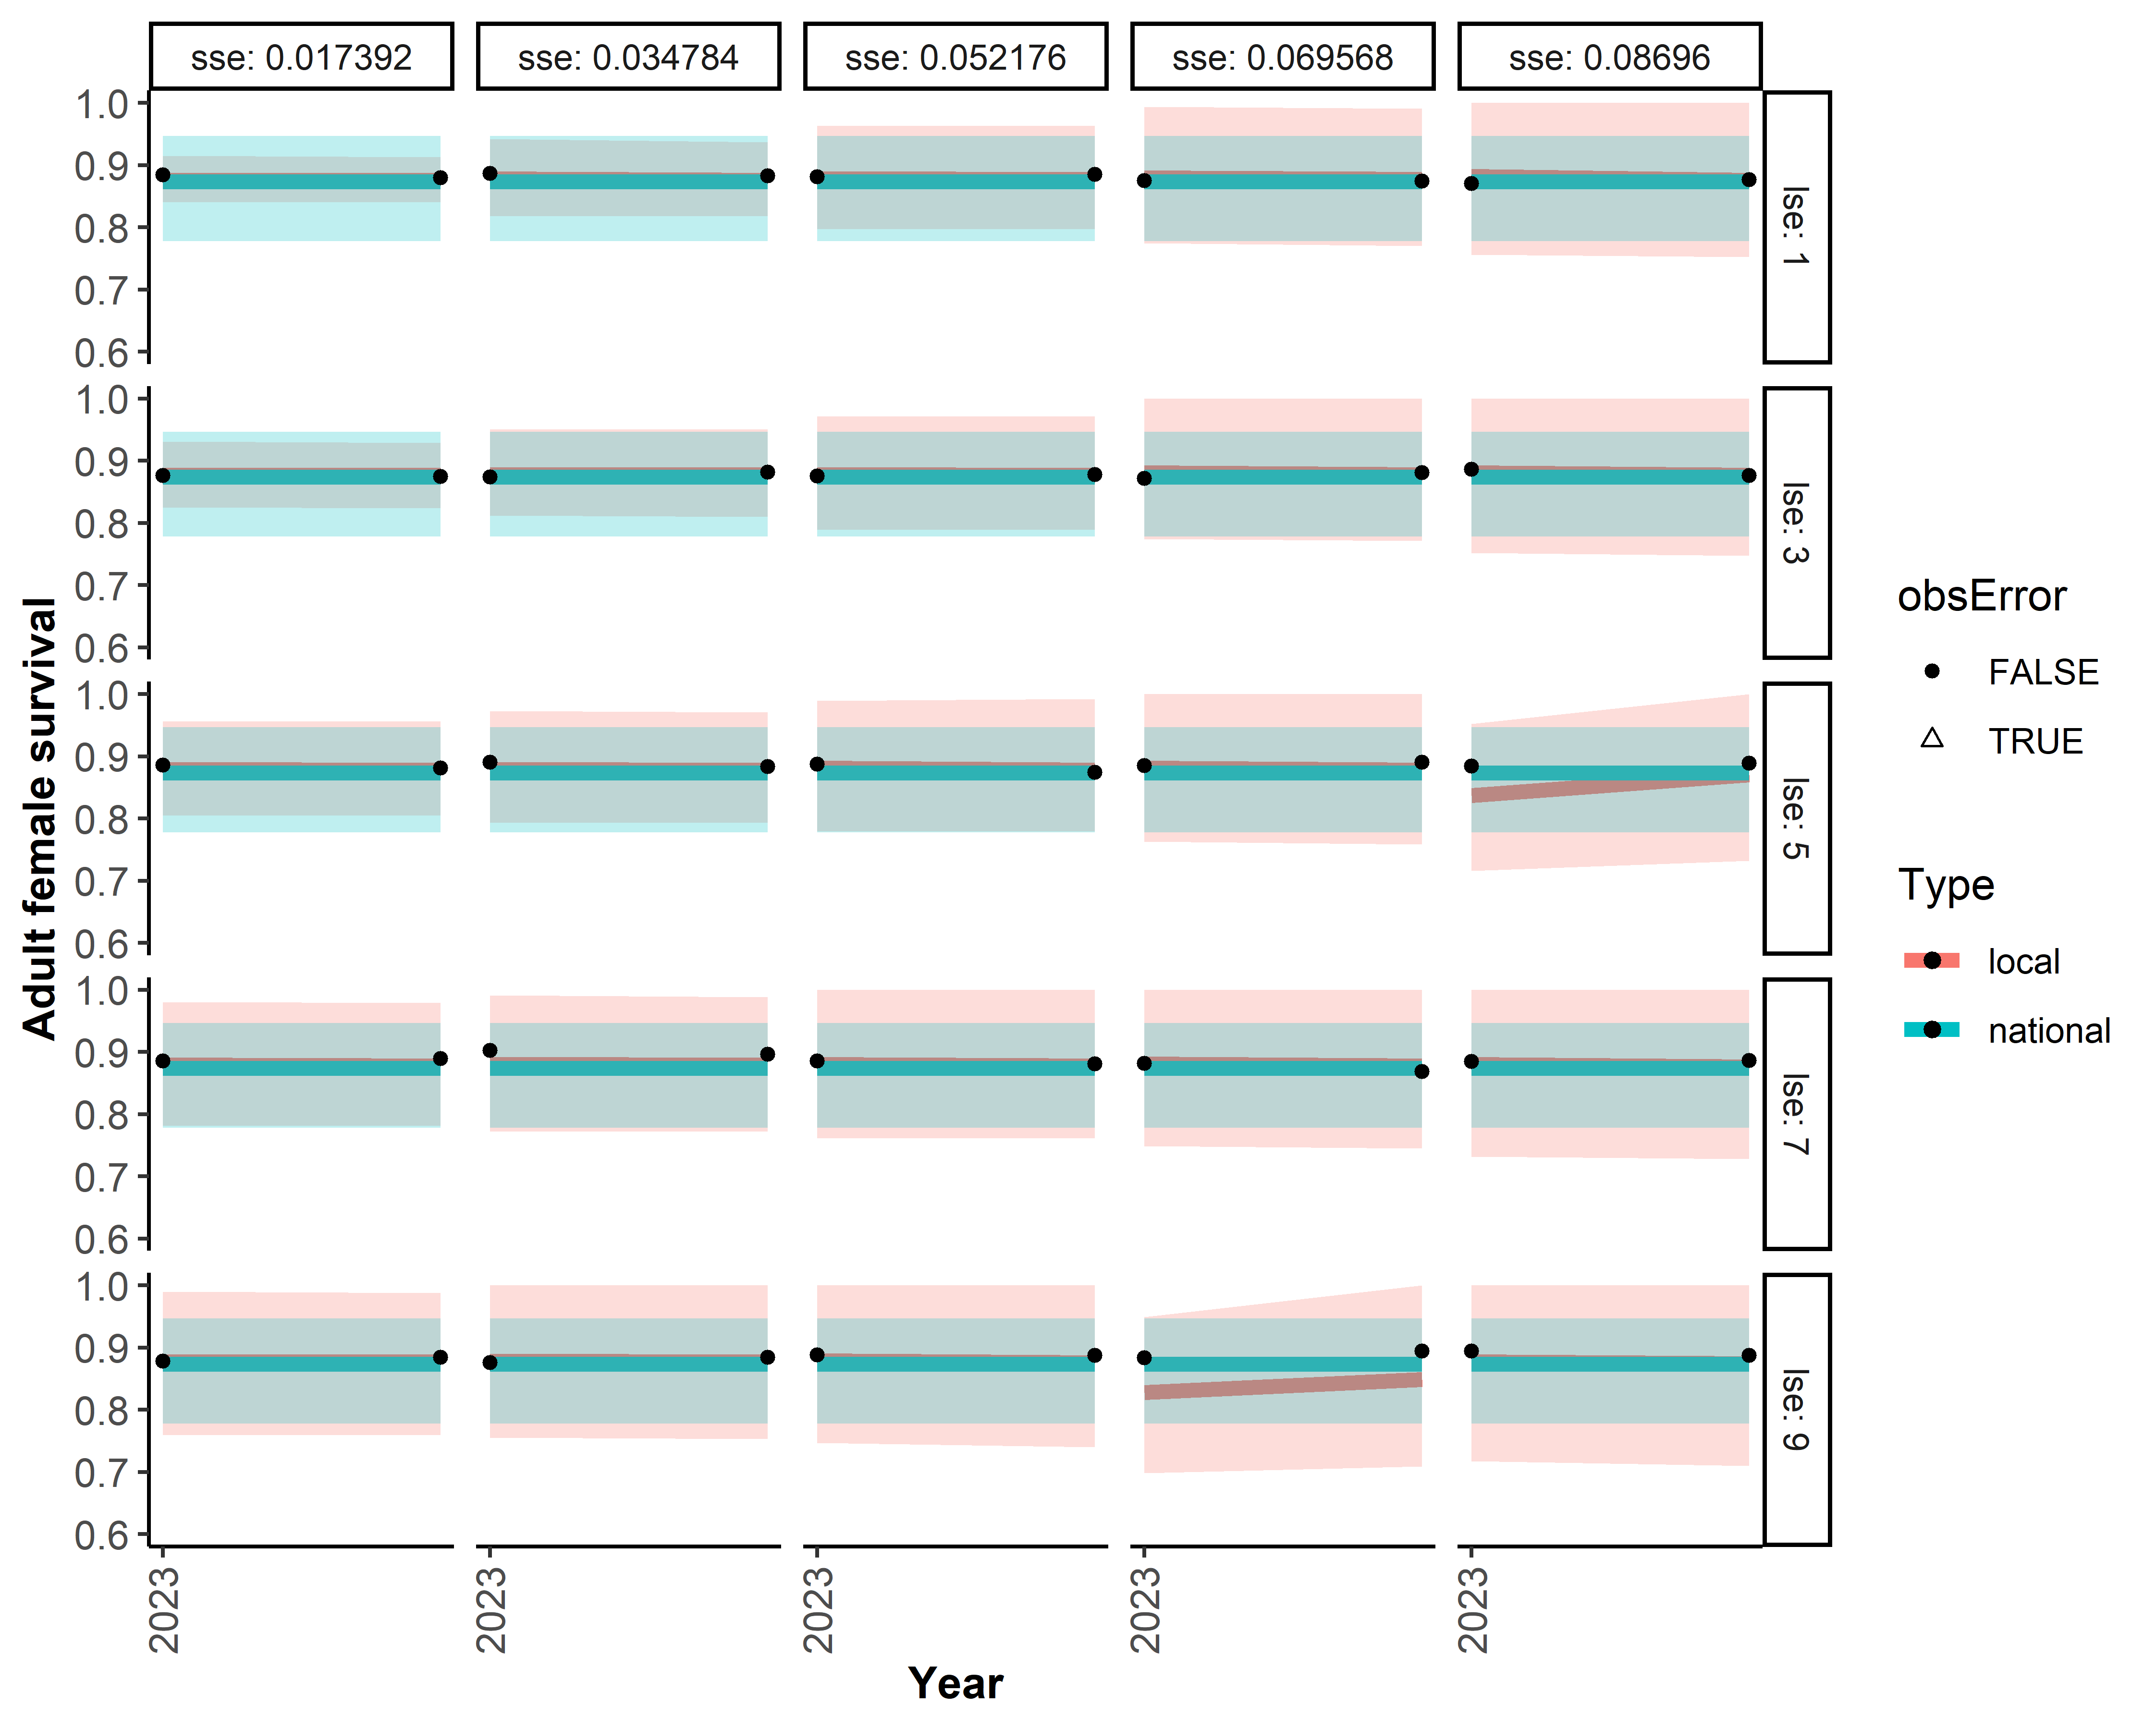 sse: 0.017392
sse: 0.034784
sse: 0.052176
sse: 0.069568
sse: 0.08696
1.0
0.9
0.8
0.7
0.6
lse: 1
1.0
0.9
0.8
0.7
0.6
lse: 3
1.0
0.9
0.8
0.7
0.6
lse: 5
1.0
0.9
0.8
0.7
0.6
lse: 7
1.0
0.9
0.8
0.7
0.6
lse: 9
Adult female survival
2023
2023
2023
2023
2023
Year
obsError
FALSE
TRUE
Type
local
national